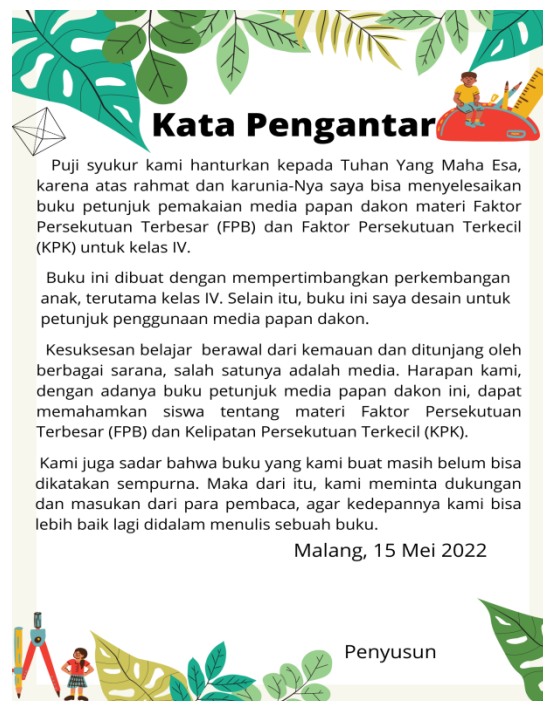 Kata Pengantar
Puji syukur kami hanturkan kepada Tuhan Yang Maha Esa,
karena atas rahmat dan karunia-Nya saya bisa menyelesaikan
buku petunjuk pemakaian media papan dakon materi Faktor
Persekutuan Terbesar (FPB) dan Faktor Persekutuan Terkecil
(KPK) untuk kelas IV.
Buku ini dibuat dengan mempertimbangkan perkembangan
anak, terutama kelas IV. Selain itu, buku ini saya desain untuk
petunjuk penggunaan media papan dakon.
Kesuksesan belajar berawal dari kemauan dan ditunjang oleh
berbagai sarana, salah satunya adalah media. Harapan kami,
dengan adanya buku petunjuk media papan dakon ini, dapat
memahamkan siswa tentang materi Faktor Persekutuan
Terbesar (FPB) dan Kelipatan Persekutuan Terkecil (KPK).
Kami juga sadar bahwa buku yang kami buat masih belum bisa
dikatakan sempurna. Maka dari itu, kami meminta dukungan
dan masukan dari para pembaca, agar kedepannya kami bisa
lebih baik lagi didalam menulis sebuah buku.
Malang, 15 Mei 2022
Penyusun